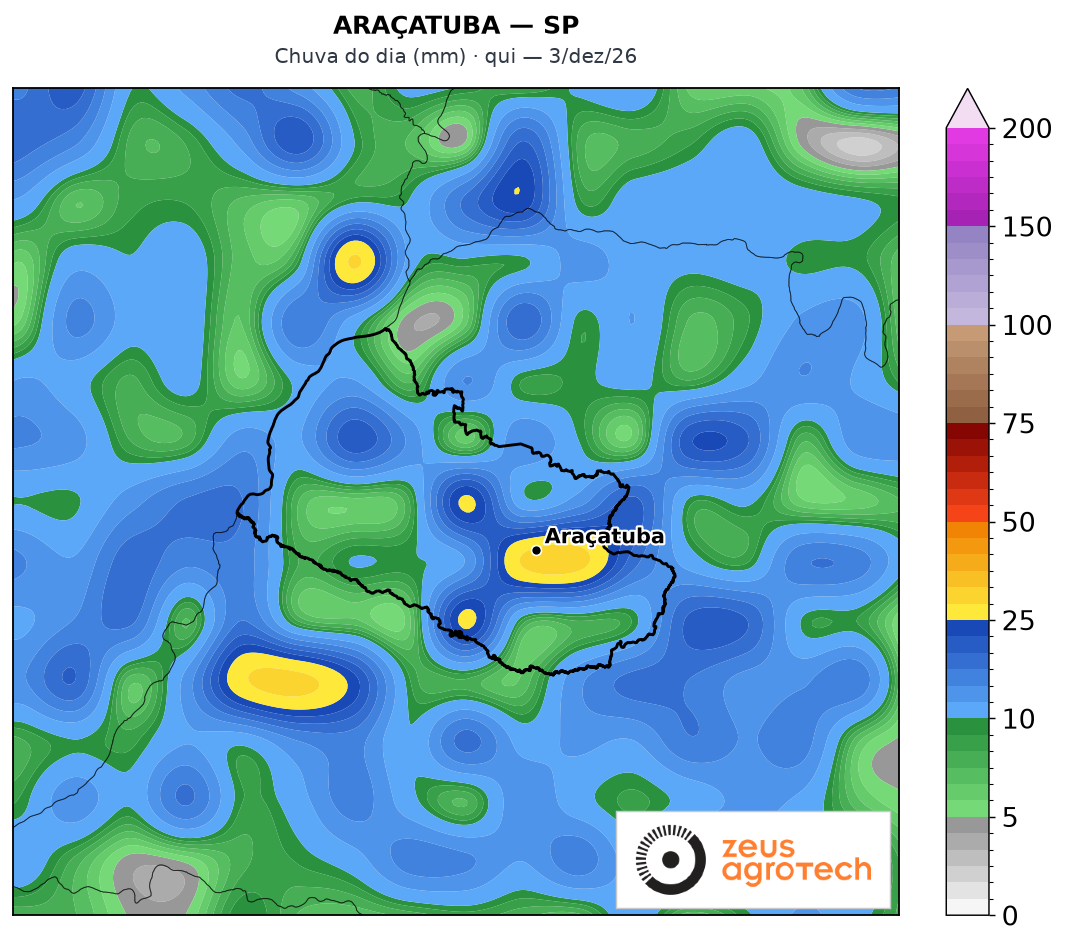 ARAÇATUBA — SP
Chuva do dia (mm) · qui — 3/dez/26
200
150
100
75
50
25
10
5
0
Araçatuba
zeus
agrotech